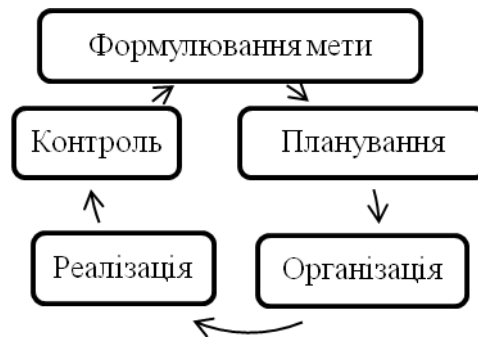 Формулювання мети
Контроль
Планування
Реалізація
Організація